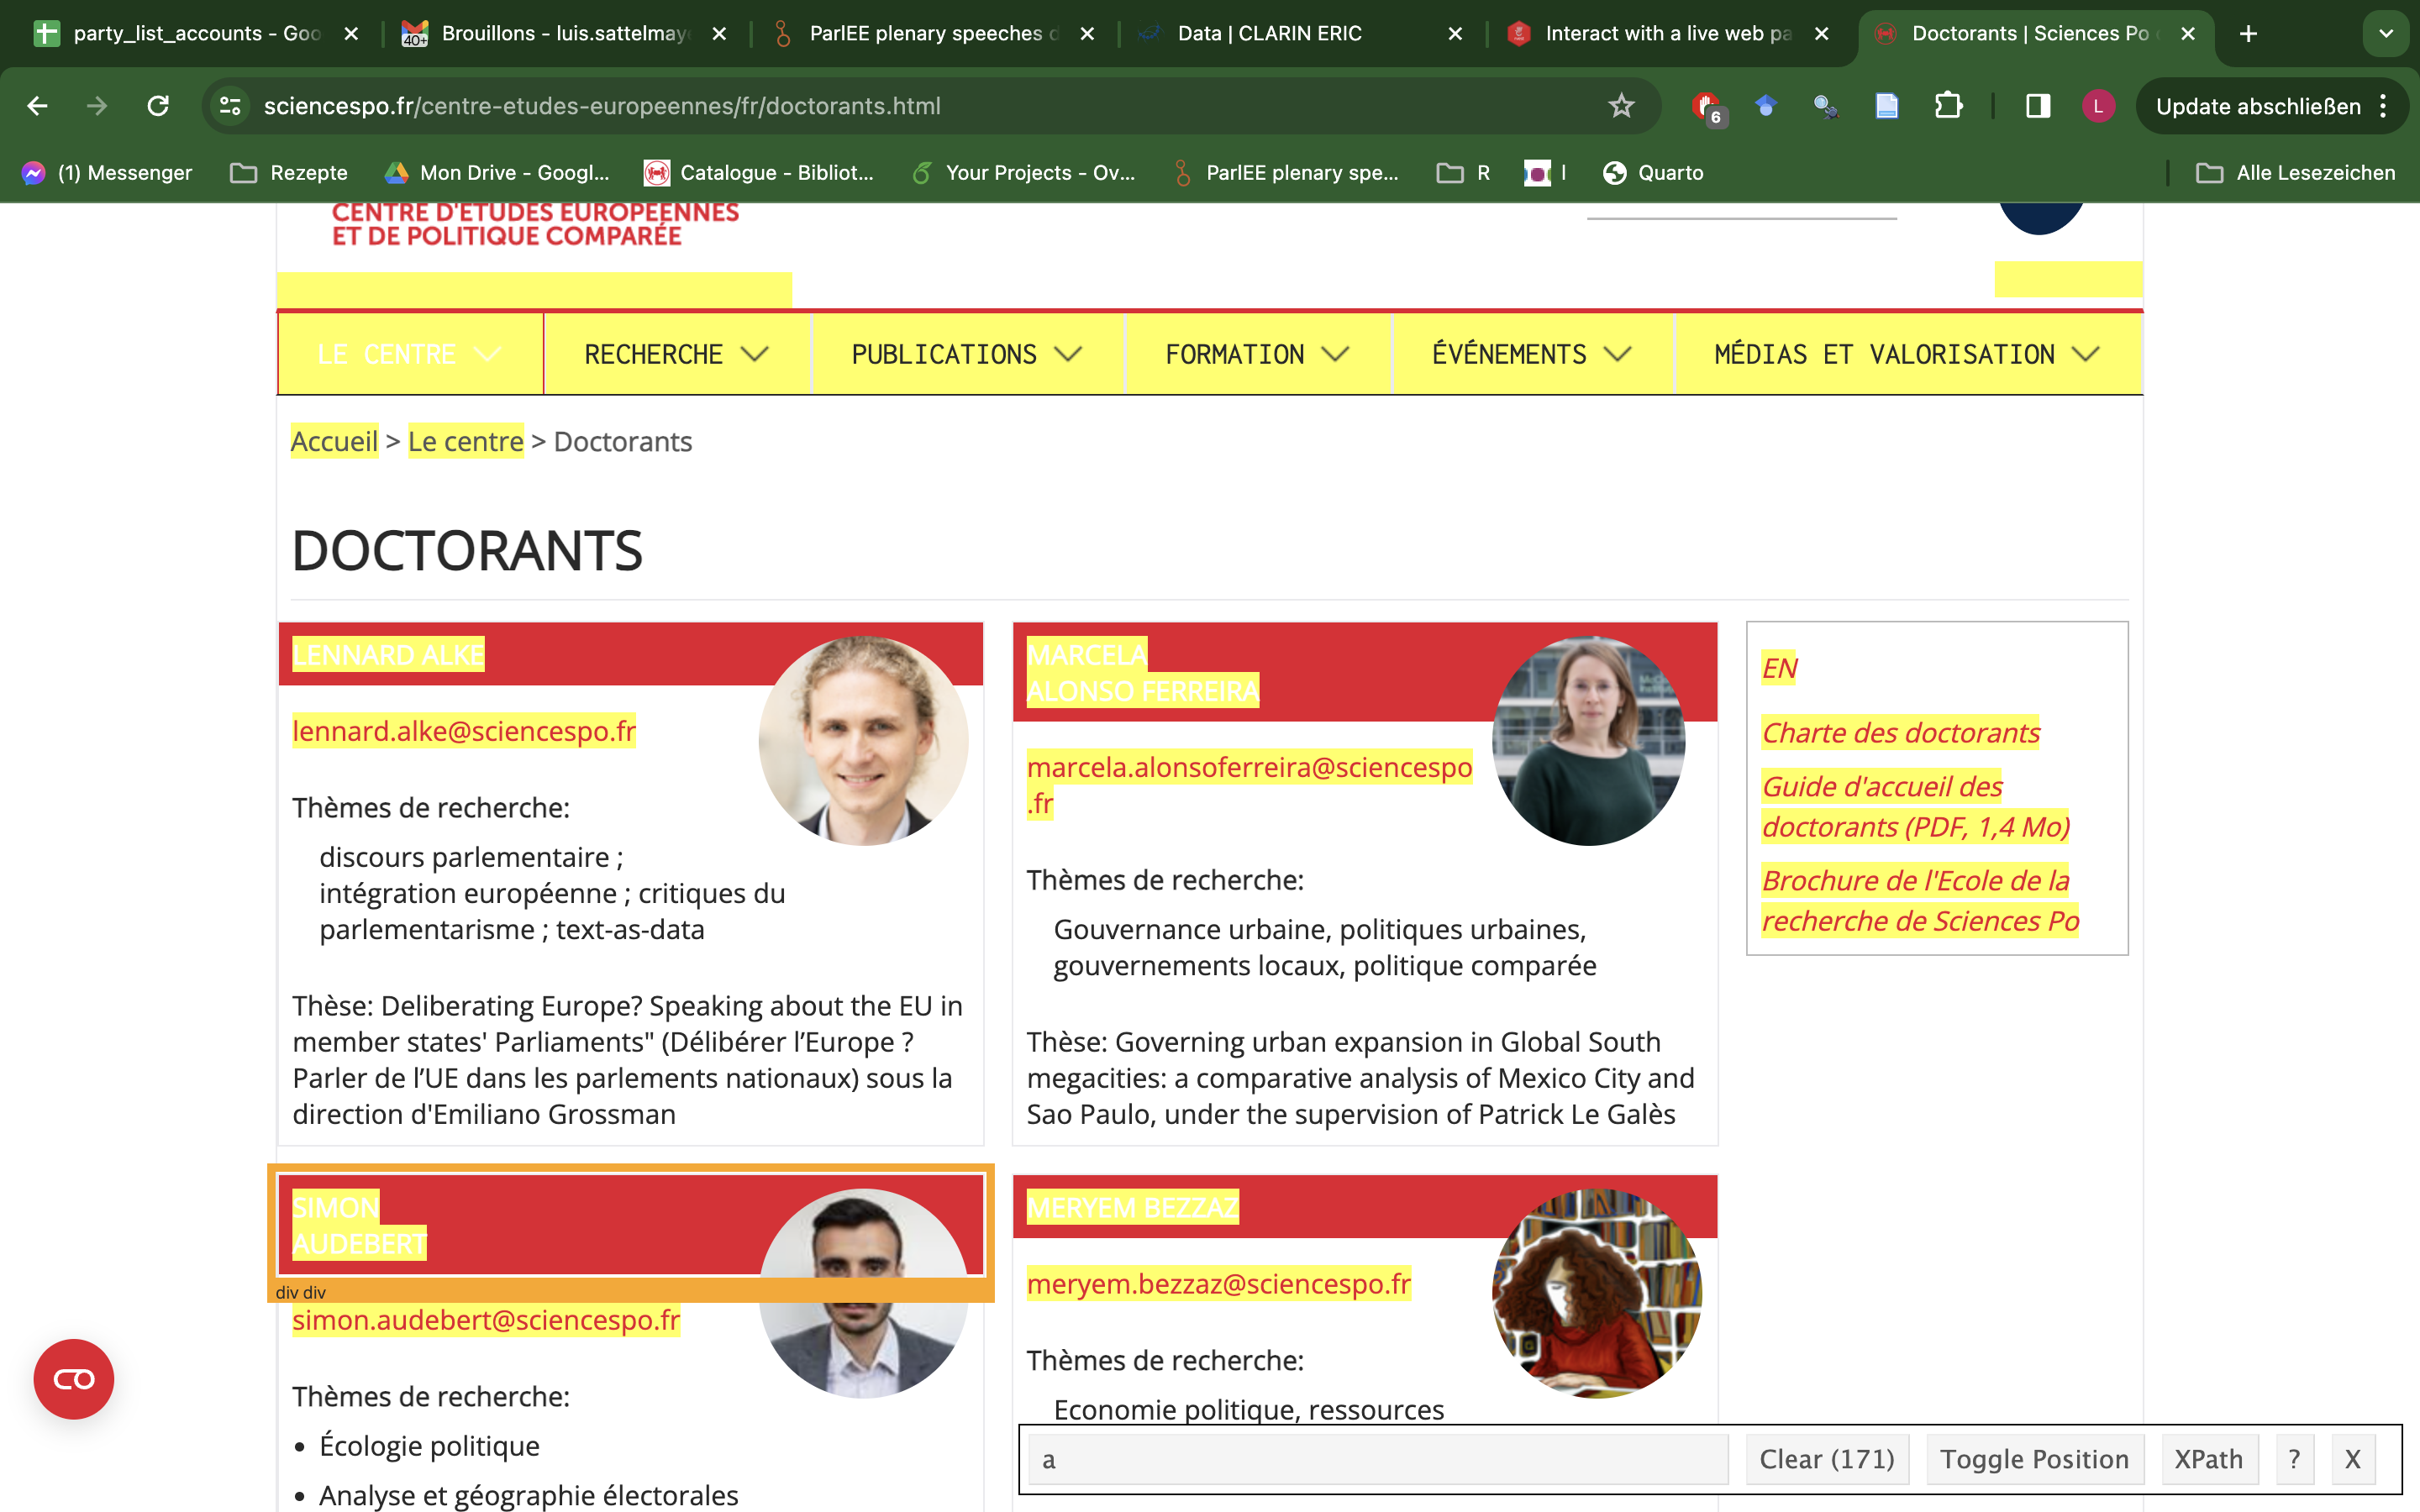 party_list_accounts - Goo
Brouillons - luis.sattelmaye
ParlEE plenary speeches d
Data | CLARIN ERIC
Interact with a live web pa
Doctorants | Sciences Po
40+
sciencespo.fr/centre-etudes-europeennes/fr/doctorants.html
6
L
Update abschließen
(1) Messenger
Rezepte
Mon Drive - Googl...
Catalogue - Bibliot...
Your Projects - Ov...
ParlEE plenary spe...
R
I
Quarto
Alle Lesezeichen
CENTRE D'ETUDES EUROPÉENNES
ET DE POLITIQUE COMPARÉE
LE CENTRE
RECHERCHE
PUBLICATIONS
FORMATION
ÉVÉNEMENTS
MÉDIAS ET VALORISATION
Accueil > Le centre > Doctorants
DOCTORANTS
LENNARD ALKE
lennard.alke@sciencespo.fr
Thèmes de recherche:
discours parlementaire ;
intégration européenne ; critiques du
parlementarisme ; text-as-data
Thèse: Deliberating Europe? Speaking about the EU in
member states' Parliaments" (Délibérer l’Europe ?
Parler de l’UE dans les parlements nationaux) sous la
direction d'Emiliano Grossman
MARCELA
ALONSO FERREIRA
marcela.alonsoferreira@sciencespo
.fr
Thèmes de recherche:
Gouvernance urbaine, politiques urbaines,
gouvernements locaux, politique comparée
Thèse: Governing urban expansion in Global South
megacities: a comparative analysis of Mexico City and
Sao Paulo, under the supervision of Patrick Le Galès
EN
Charte des doctorants
Guide d'accueil des
doctorants (PDF, 1,4 Mo)
Brochure de l'Ecole de la
recherche de Sciences Po
SIMON
AUDEBERT
div div
simon.audebert@sciencespo.fr
Thèmes de recherche:
• Écologie politique
• Analyse et géographie électorales
MERYEM BEZZAZ
meryem.bezzaz@sciencespo.fr
Thèmes de recherche:
Economie politique, ressources
a
Clear (171)
Toggle Position
XPath
?
X